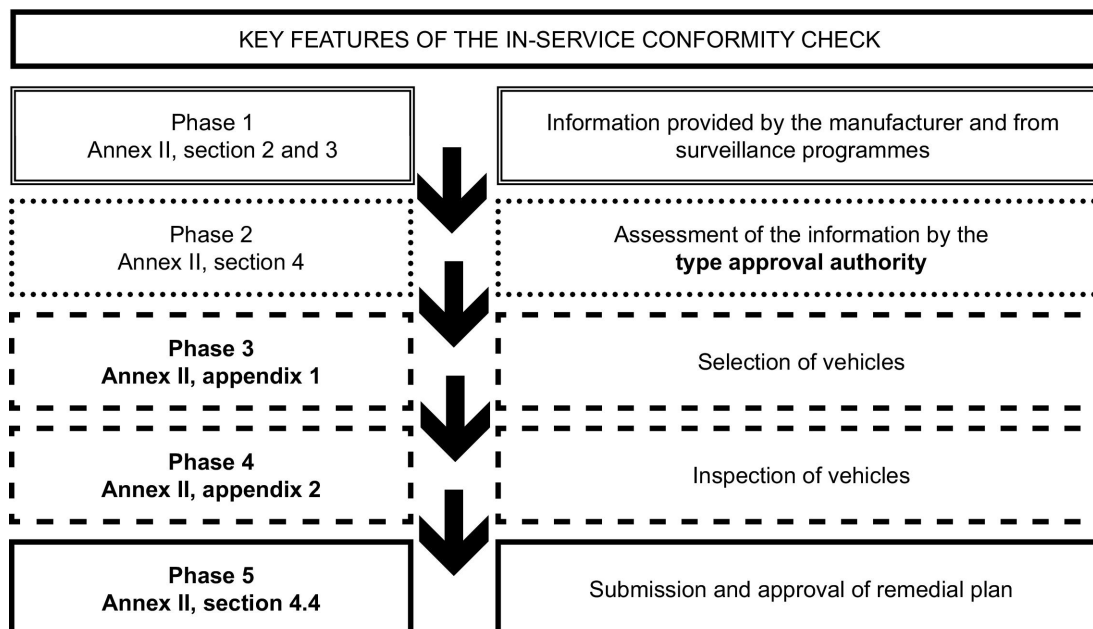 KEY FEATURES OF THE IN-SERVICE CONFORMITY CHECK
Phase 1
Annex II, section 2 and 3
Information provided by the manufacturer and from
surveillance programmes
Phase 2
Annex II, section 4
Assessment of the information by the
type approval authority
Phase 3
Annex II, appendix 1
Selection of vehicles
Phase 4
Annex II, appendix 2
Inspection of vehicles
Phase 5
Annex II, section 4.4
Submission and approval of remedial plan